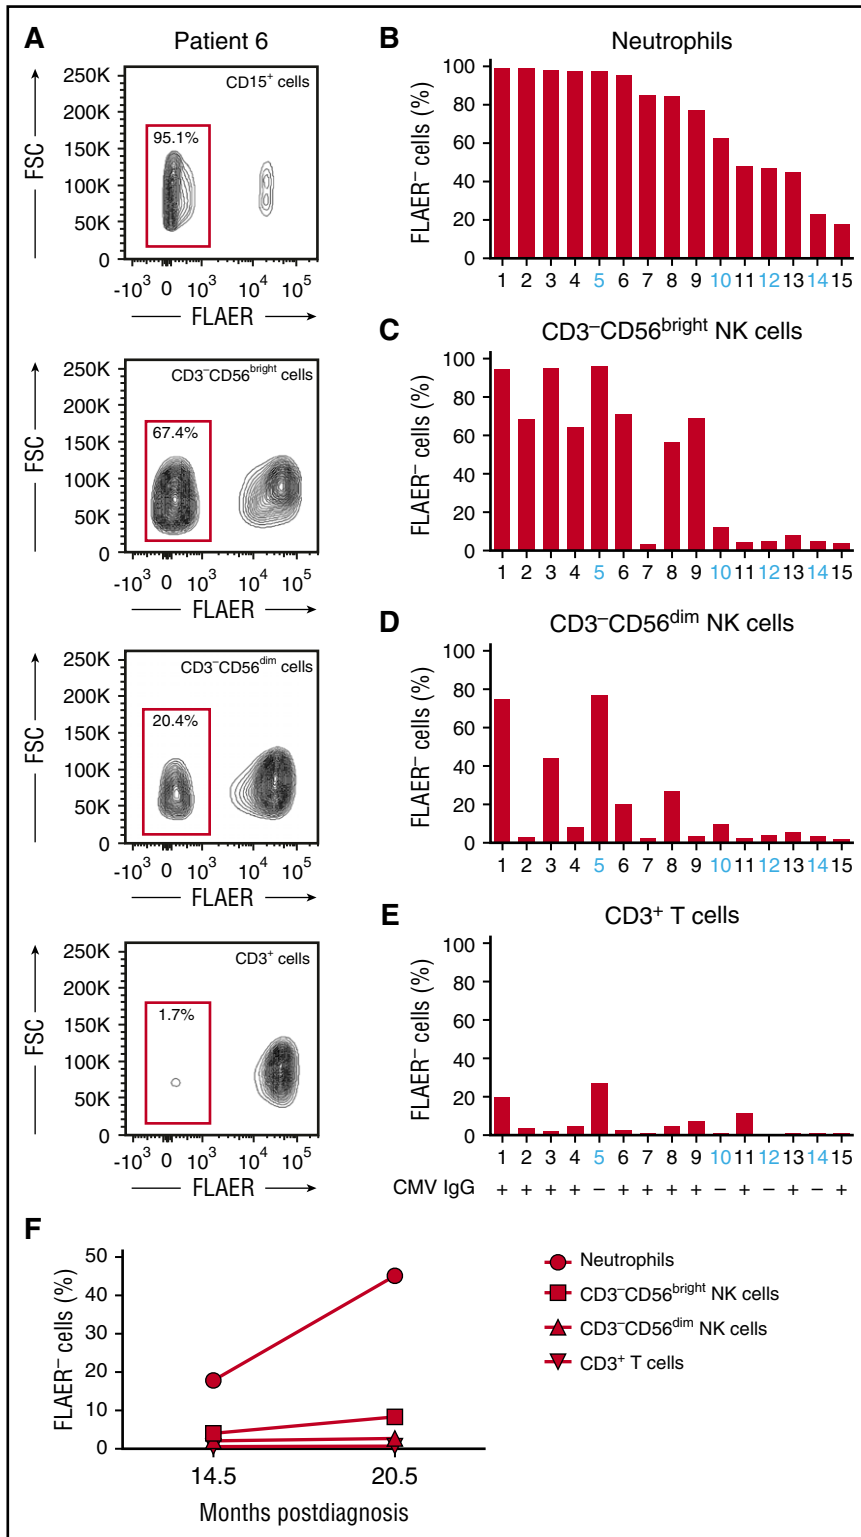 A
Patient 6
250K
200K
150K
100K
50K
0
FSC
CD15⁺ cells
95.1%
-10³ 0 10³ 10⁴ 10⁵
FLAER
250K
200K
150K
100K
50K
0
FSC
CD3⁻CD56ᵇʳⁱᵍʰᵗ cells
67.4%
-10³ 0 10³ 10⁴ 10⁵
FLAER
250K
200K
150K
100K
50K
0
FSC
CD3⁻CD56ᵈⁱᵐ cells
20.4%
-10³ 0 10³ 10⁴ 10⁵
FLAER
250K
200K
150K
100K
50K
0
FSC
CD3⁺ cells
1.7%
-10³ 0 10³ 10⁴ 10⁵
FLAER
B
Neutrophils
FLAER⁻ cells (%)
100
80
60
40
20
0
1 2 3 4 5 6 7 8 9 10 11 12 13 14 15
C
CD3⁻CD56ᵇʳⁱᵍʰᵗ NK cells
FLAER⁻ cells (%)
100
80
60
40
20
0
1 2 3 4 5 6 7 8 9 10 11 12 13 14 15
D
CD3⁻CD56ᵈⁱᵐ NK cells
FLAER⁻ cells (%)
100
80
60
40
20
0
1 2 3 4 5 6 7 8 9 10 11 12 13 14 15
E
CD3⁺ T cells
FLAER⁻ cells (%)
100
80
60
40
20
0
1 2 3 4 5 6 7 8 9 10 11 12 13 14 15
CMV IgG + + + + − + + + + − + − + − +
F
FLAER⁻ cells (%)
50
40
30
20
10
0
14.5 20.5
Months postdiagnosis
Neutrophils
CD3⁻CD56ᵇʳⁱᵍʰᵗ NK cells
CD3⁻CD56ᵈⁱᵐ NK cells
CD3⁺ T cells